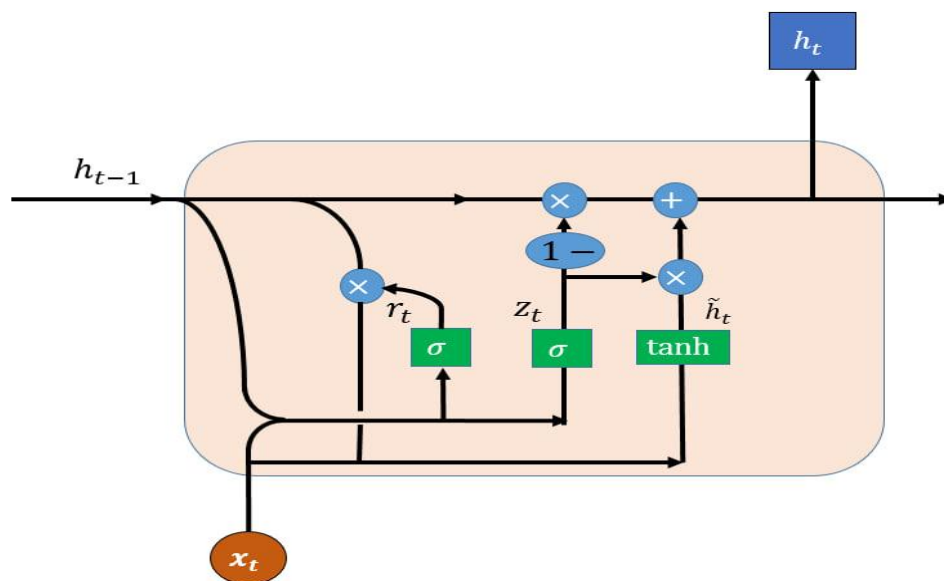 h_t
h_{t-1}
×
+
1 −
×
×
r_t
z_t
h̃_t
σ
σ
tanh
x_t